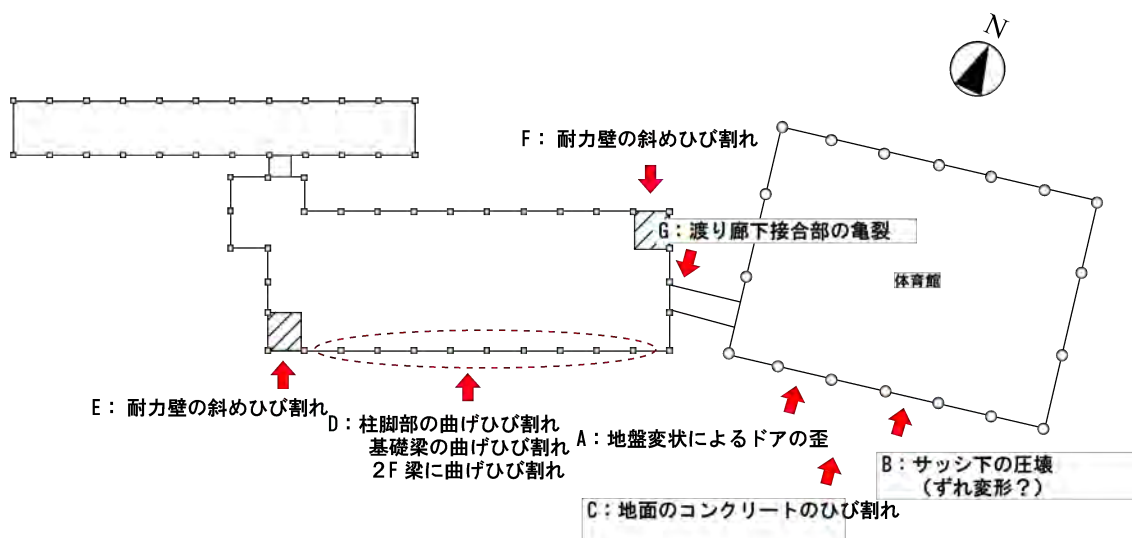 N
F： 耐力壁の斜めひび割れ
G：渡り廊下接合部の亀裂
体育館
E： 耐力壁の斜めひび割れ
D：柱脚部の曲げひび割れ
基礎梁の曲げひび割れ
２F 梁に曲げひび割れ
A：地盤変状によるドアの歪
B：サッシ下の圧壊
（ずれ変形？）
C：地面のコンクリートのひび割れ